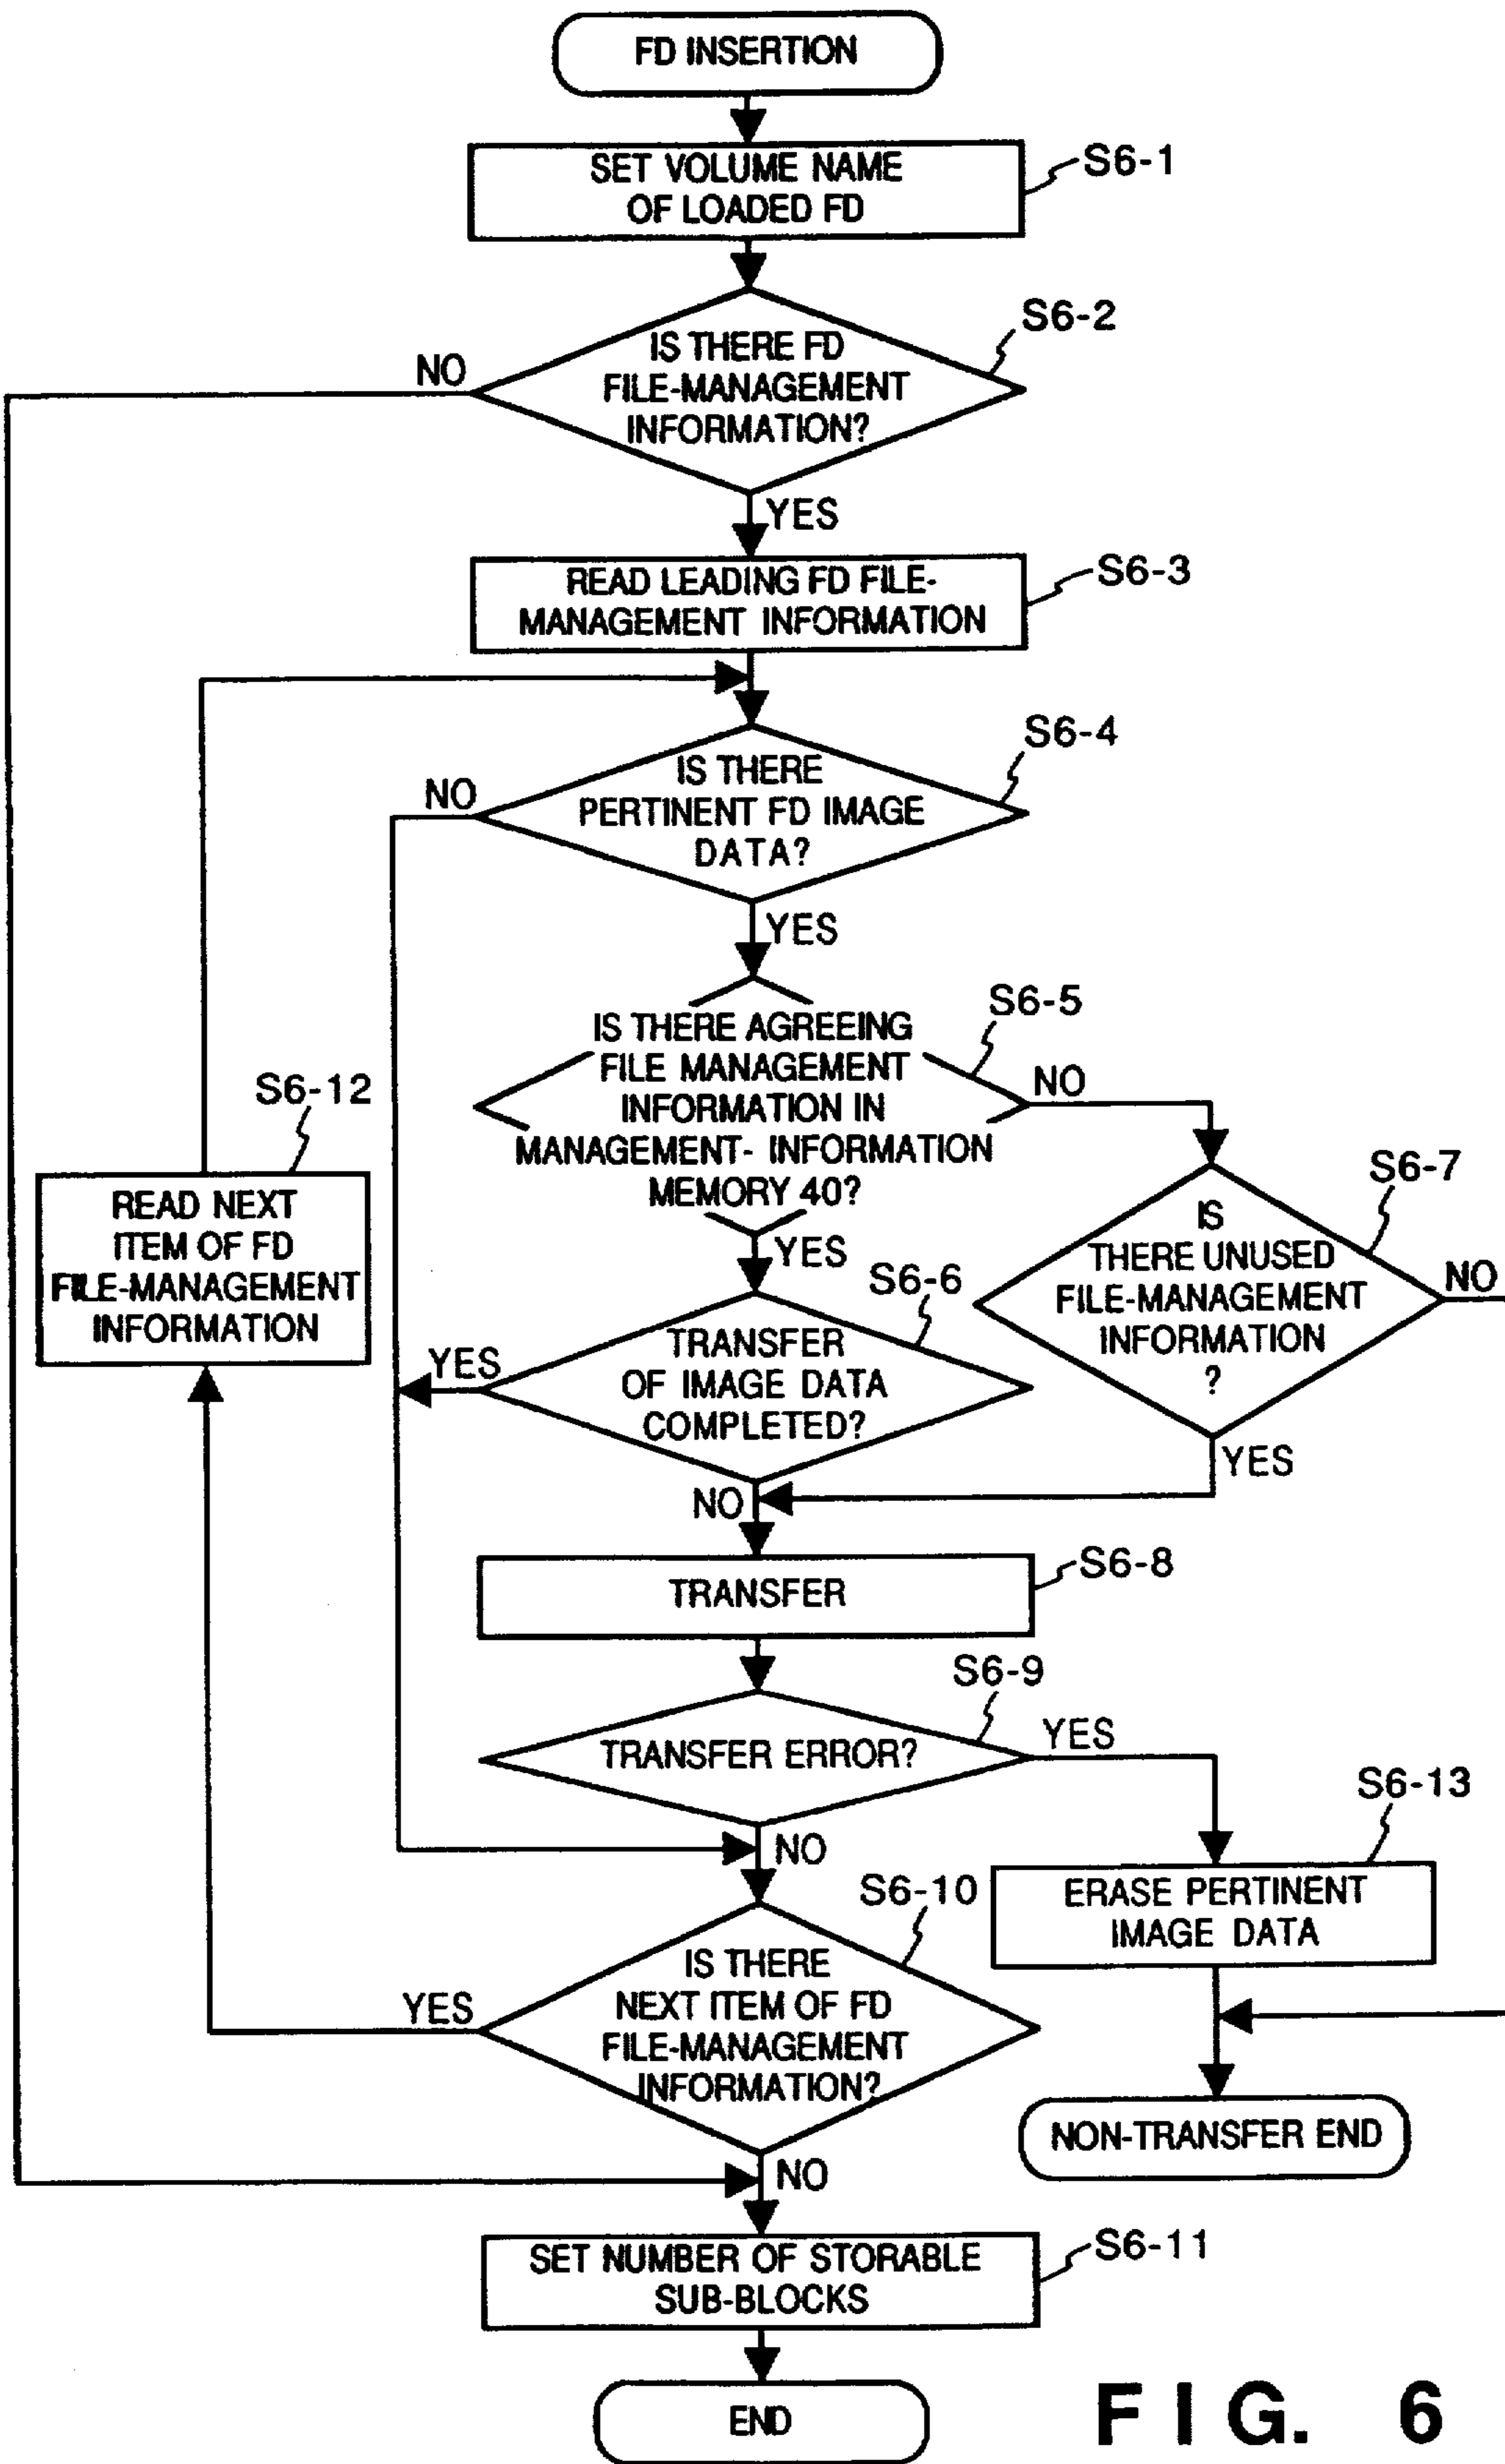 FD INSERTION
SET VOLUME NAME
OF LOADED FD
S6-1
IS THERE FD
FILE-MANAGEMENT
INFORMATION?
S6-2
NO
YES
READ LEADING FD FILE-
MANAGEMENT INFORMATION
S6-3
IS THERE
PERTINENT FD IMAGE
DATA?
S6-4
NO
YES
IS THERE AGREEING
FILE MANAGEMENT
INFORMATION IN
MANAGEMENT- INFORMATION
MEMORY 40?
S6-5
NO
YES
S6-12
READ NEXT
ITEM OF FD
FILE-MANAGEMENT
INFORMATION
S6-7
IS
THERE UNUSED
FILE-MANAGEMENT
INFORMATION
?
NO
YES
S6-6
TRANSFER
OF IMAGE DATA
COMPLETED?
YES
NO
TRANSFER
S6-8
S6-9
TRANSFER ERROR?
YES
NO
S6-13
ERASE PERTINENT
IMAGE DATA
S6-10
IS THERE
NEXT ITEM OF FD
FILE-MANAGEMENT
INFORMATION?
YES
NO
NON-TRANSFER END
SET NUMBER OF STORABLE
SUB-BLOCKS
S6-11
END
FIG. 6